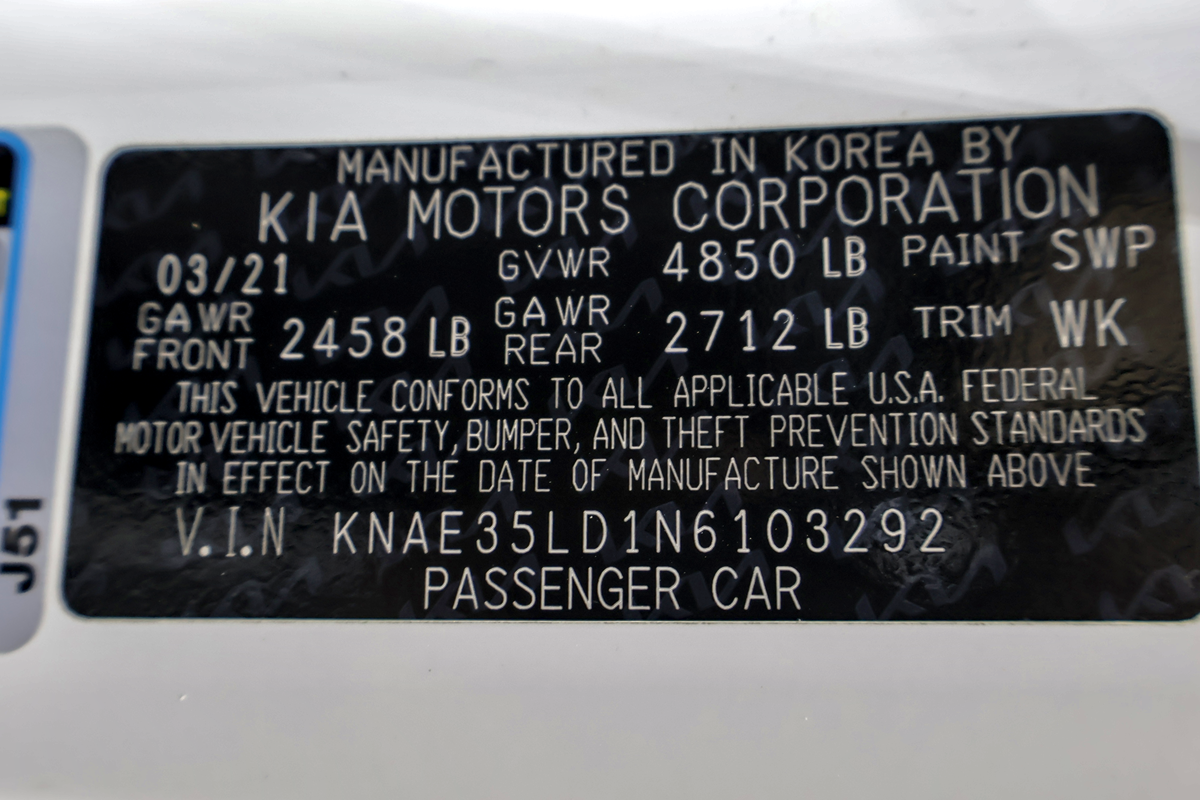 MANUFACTURED IN KOREA BY
KIA MOTORS CORPORATION
03/21 GVWR 4850 LB PAINT SWP
GAWR FRONT 2458 LB GAWR REAR 2712 LB TRIM WK
THIS VEHICLE CONFORMS TO ALL APPLICABLE U.S.A. FEDERAL
MOTOR VEHICLE SAFETY, BUMPER, AND THEFT PREVENTION STANDARDS
IN EFFECT ON THE DATE OF MANUFACTURE SHOWN ABOVE
V.I.N KNAE35LD1N6103292
PASSENGER CAR
J51